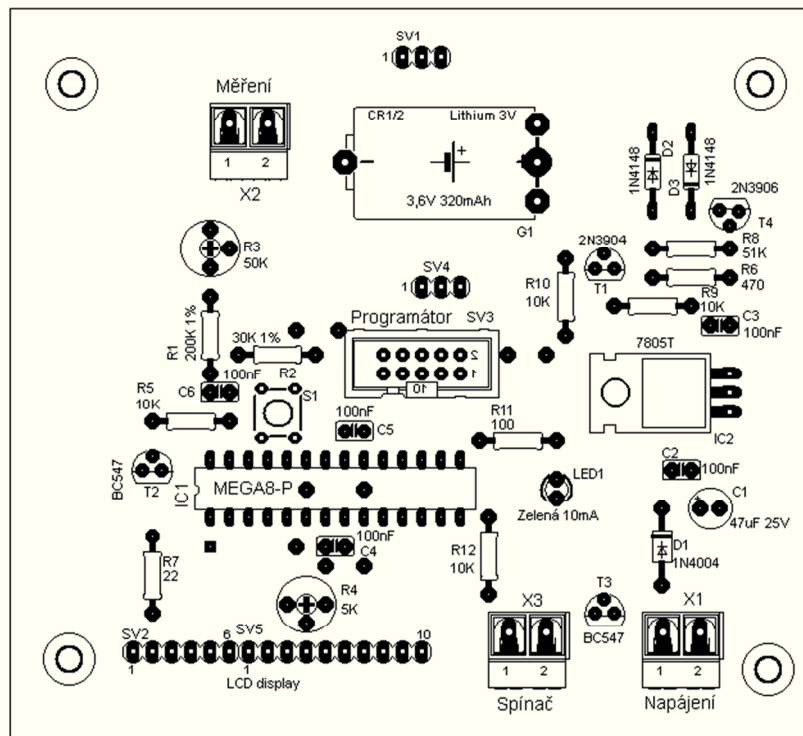 SV1
1
Měření
1 2
X2
CR1/2 Lithium 3V
- +
3,6V 320mAh
G1
D2
1N4148
D3
1N4148
2N3906
T4
R3
50K
2N3904
T1
R8
51K
R6
470
R10
10K
R9
10K
C3
100nF
SV4
1
Programátor SV3
2
1
10
R1
200K 1%
30K 1%
R2
7805T
IC2
R5
10K
C6
100nF
S1
100nF
C5
R11
100
BC547
T2
IC1
MEGA8-P
LED1
Zelená 10mA
C2
100nF
C1
+
47uF 25V
100nF
C4
R7
22
R12
10K
D1
1N4004
R4
5K
T3
BC547
X3
1 2
Spínač
X1
1 2
Napájení
SV2 6 SV5 10
1 1
LCD display